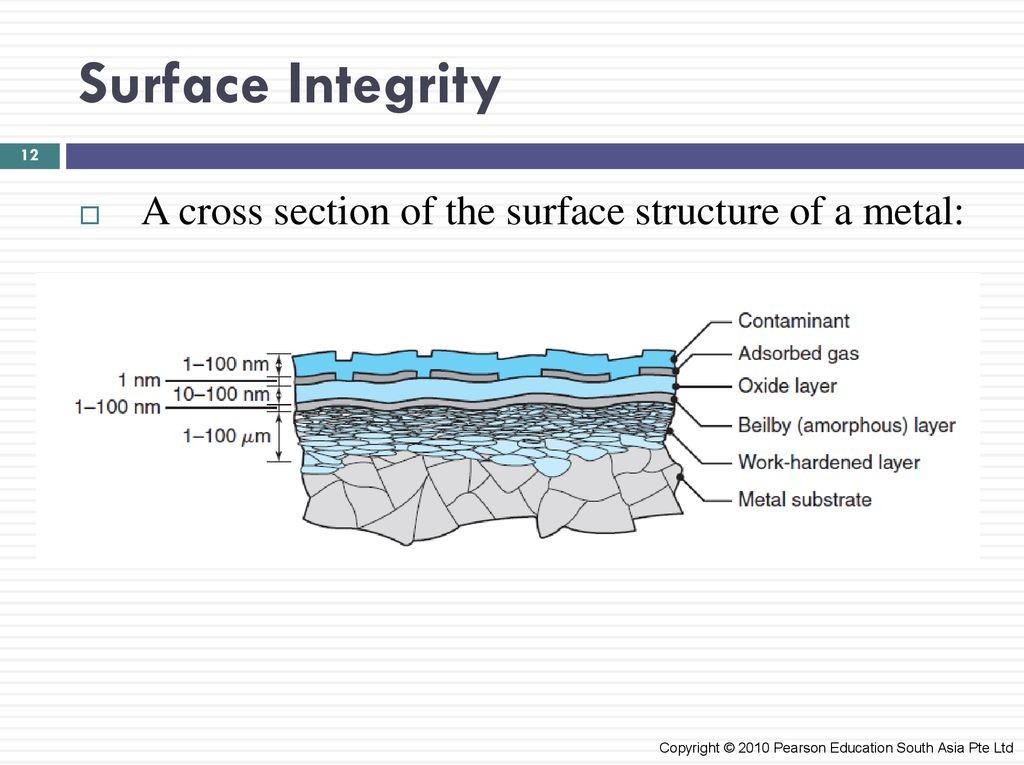 Surface Integrity
12
A cross section of the surface structure of a metal:
1–100 nm
1 nm
10–100 nm
1–100 nm
1–100 μm
Contaminant
Adsorbed gas
Oxide layer
Beilby (amorphous) layer
Work-hardened layer
Metal substrate
Copyright © 2010 Pearson Education South Asia Pte Ltd